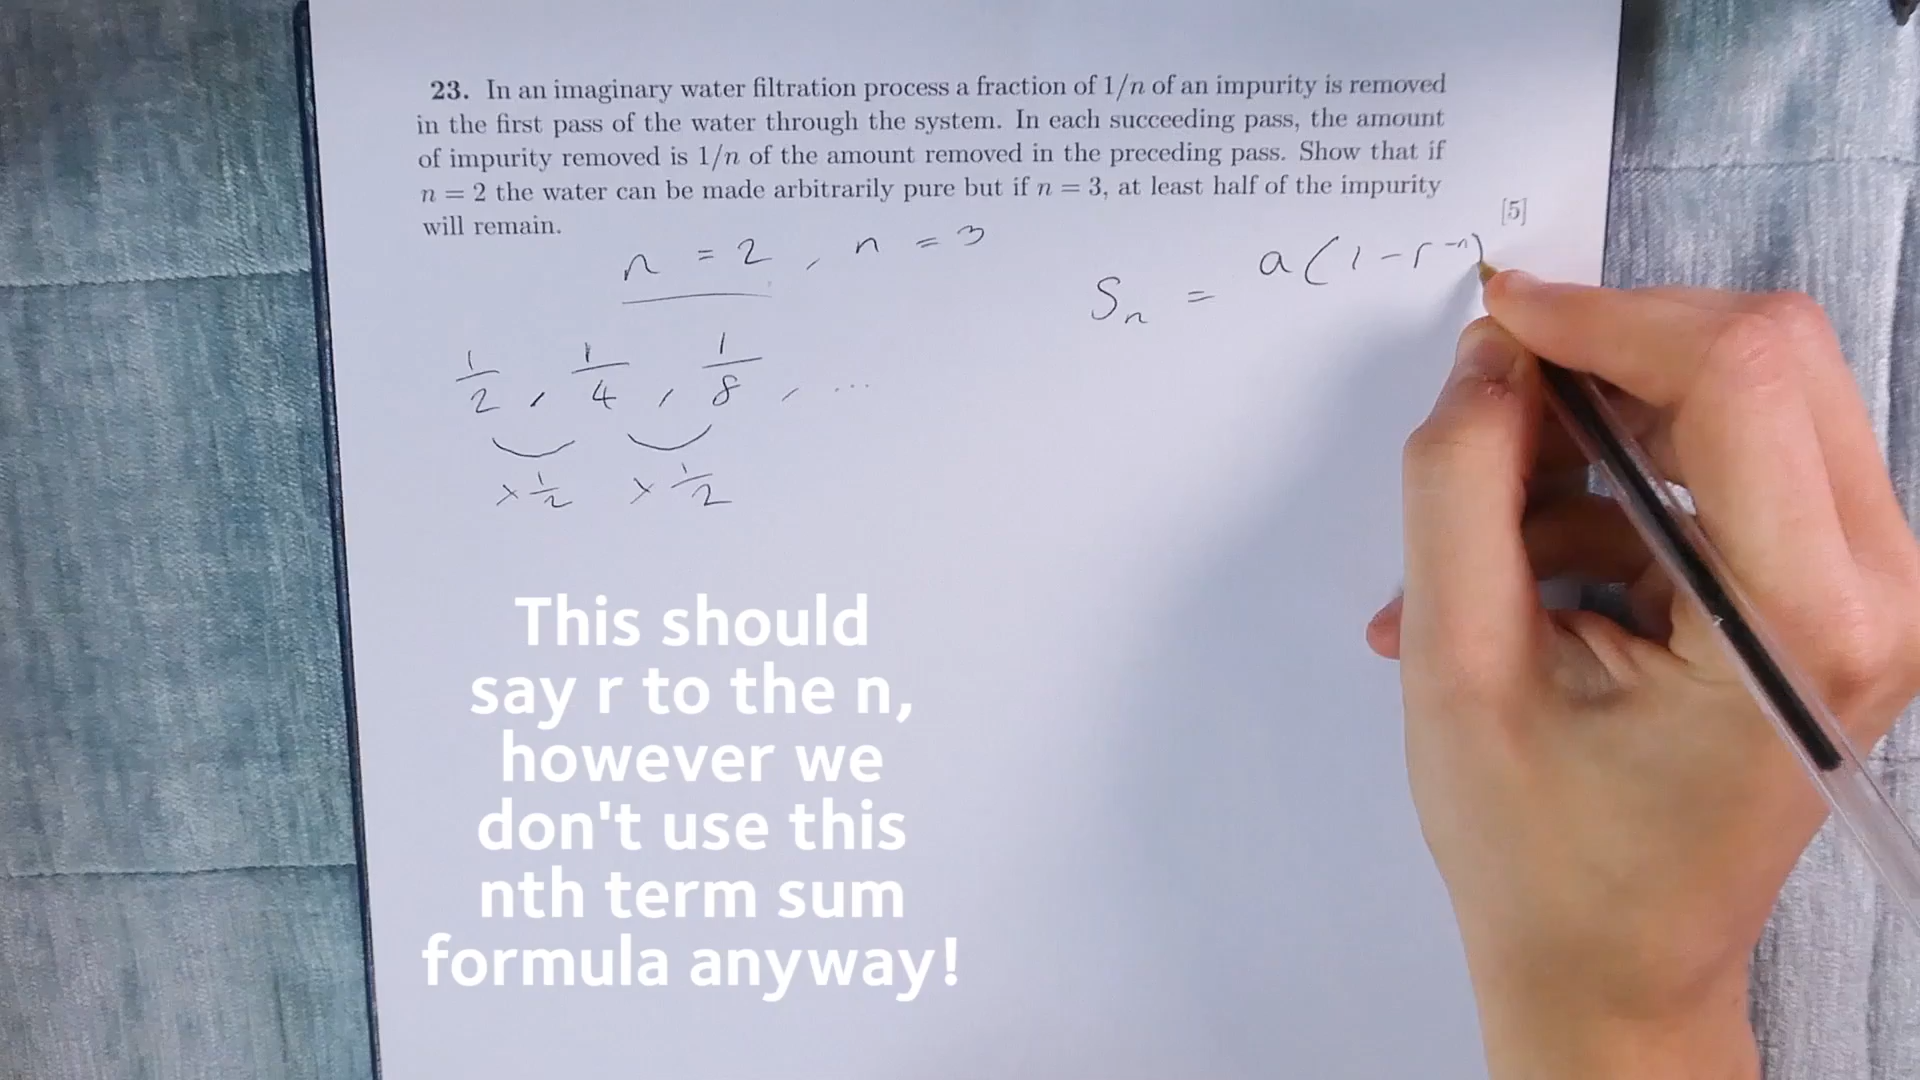 23. In an imaginary water filtration process a fraction of 1/n of an impurity is removed
in the first pass of the water through the system. In each succeeding pass, the amount
of impurity removed is 1/n of the amount removed in the preceding pass. Show that if
n = 2 the water can be made arbitrarily pure but if n = 3, at least half of the impurity
will remain.
[5]
n = 2 , n = 3
Sₙ = a(1-r⁻ⁿ)
1/2 , 1/4 , 1/8 , ...
×1/2 ×1/2
This should
say r to the n,
however we
don't use this
nth term sum
formula anyway!